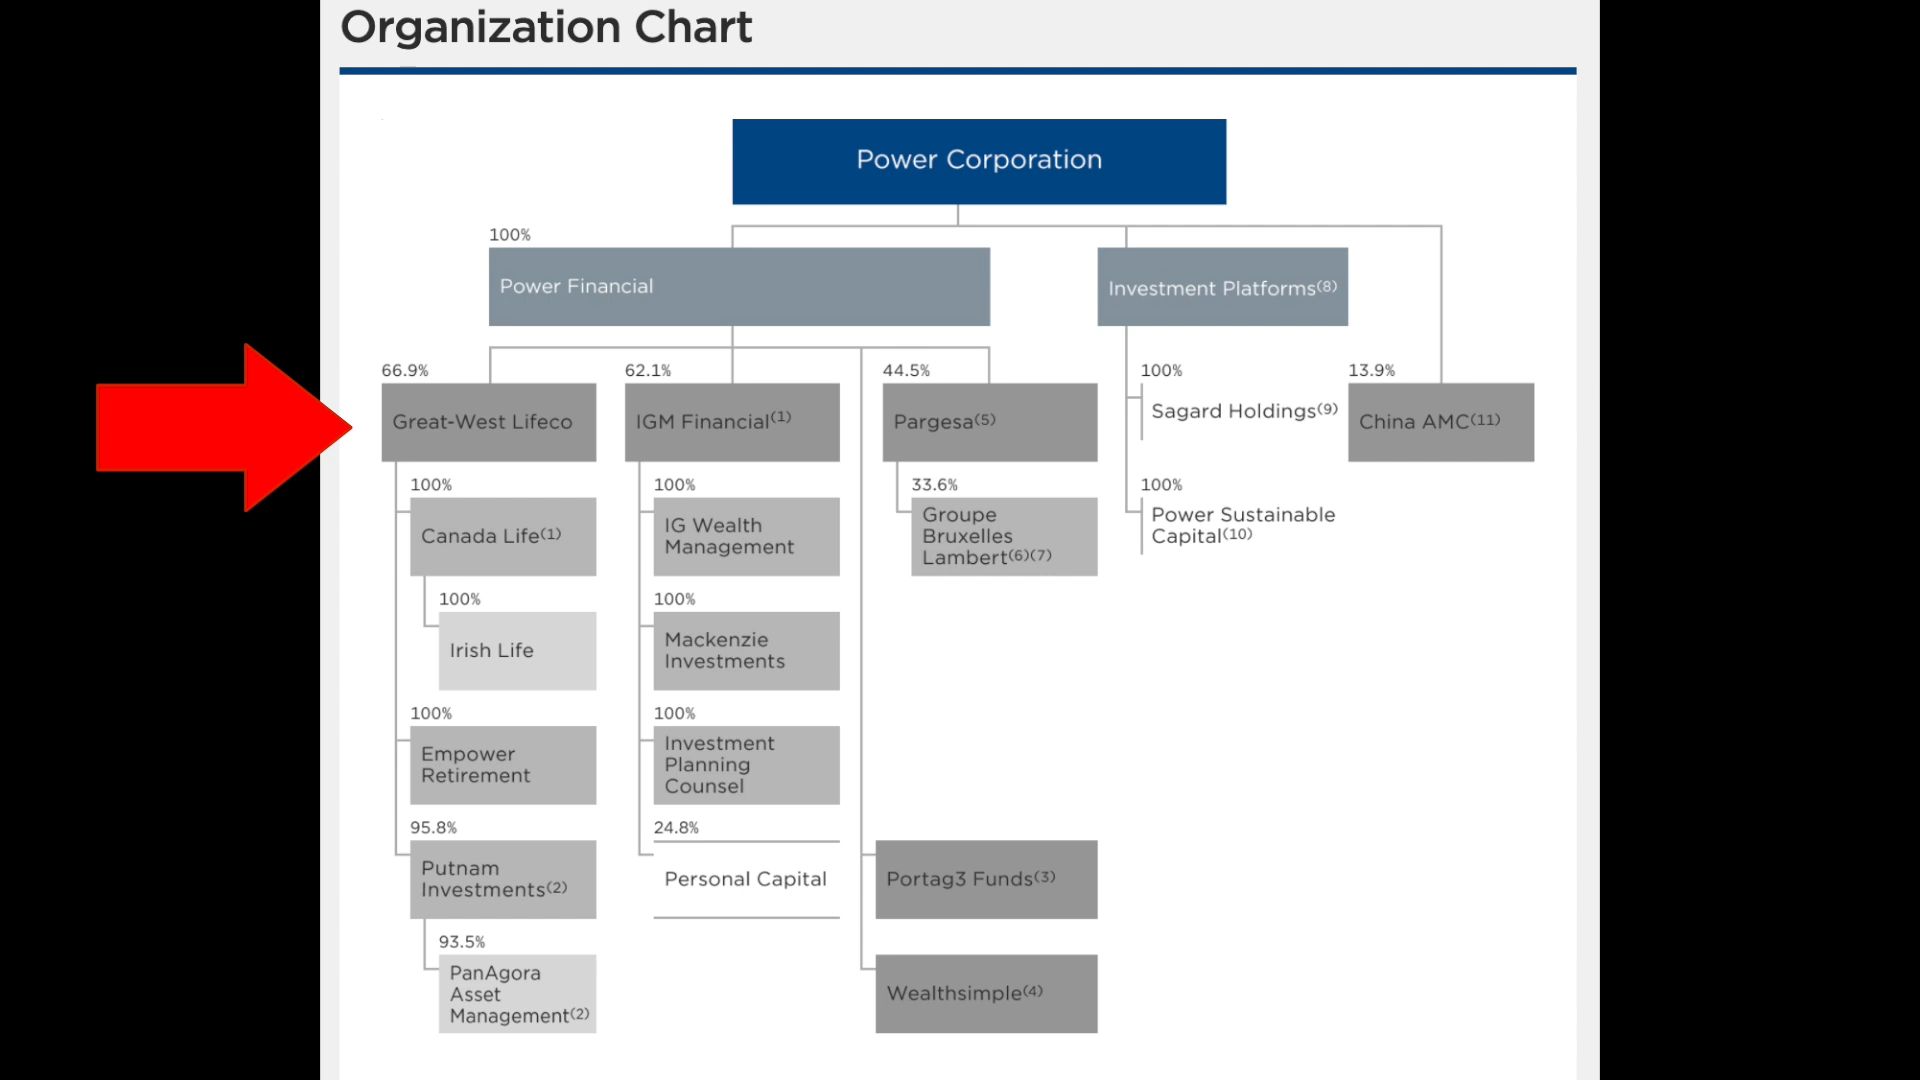 Organization Chart
Power Corporation
100%
Power Financial
Investment Platforms(8)
66.9%
Great-West Lifeco
62.1%
IGM Financial(1)
44.5%
Pargesa(5)
100%
Sagard Holdings(9)
13.9%
China AMC(11)
100%
Canada Life(1)
100%
IG Wealth
Management
33.6%
Groupe
Bruxelles
Lambert(6)(7)
100%
Power Sustainable
Capital(10)
100%
Irish Life
100%
Mackenzie
Investments
100%
Empower
Retirement
100%
Investment
Planning
Counsel
95.8%
Putnam
Investments(2)
24.8%
Personal Capital
Portag3 Funds(3)
93.5%
PanAgora
Asset
Management(2)
Wealthsimple(4)